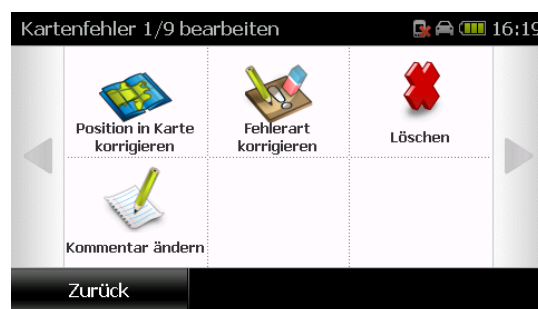 Kartenfehler 1/9 bearbeiten 16:19
Position in Karte
korrigieren
Fehlerart
korrigieren
Löschen
Kommentar ändern
Zurück